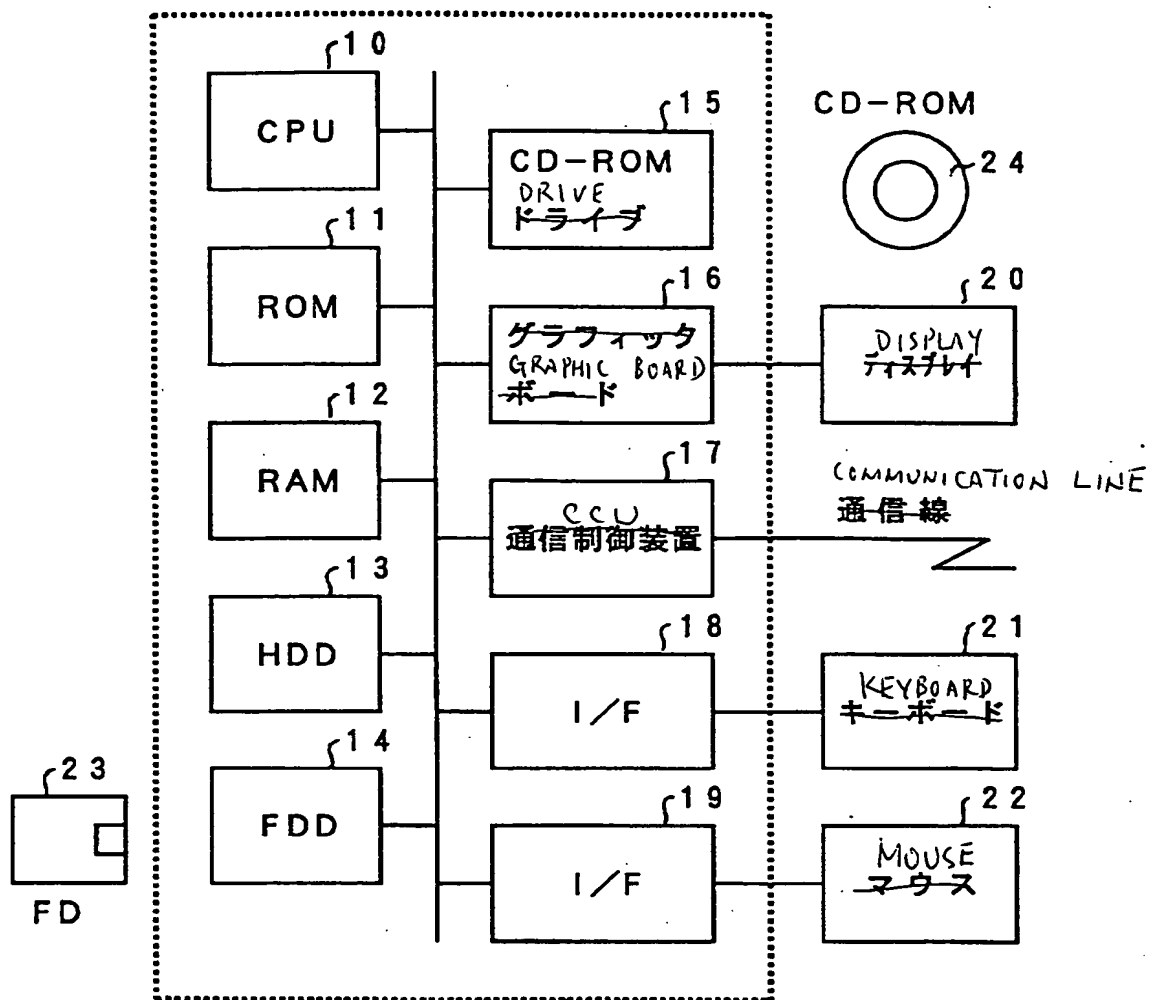 10
CPU
11
ROM
12
RAM
13
HDD
14
FDD
23
FD
15
CD-ROM
DRIVE
ドライブ
16
グラフィック
GRAPHIC BOARD
ボード
17
CCU
通信制御装置
18
I/F
19
I/F
CD-ROM
24
20
DISPLAY
ディスプレイ
COMMUNICATION LINE
通信線
21
KEYBOARD
キーボード
22
MOUSE
マウス